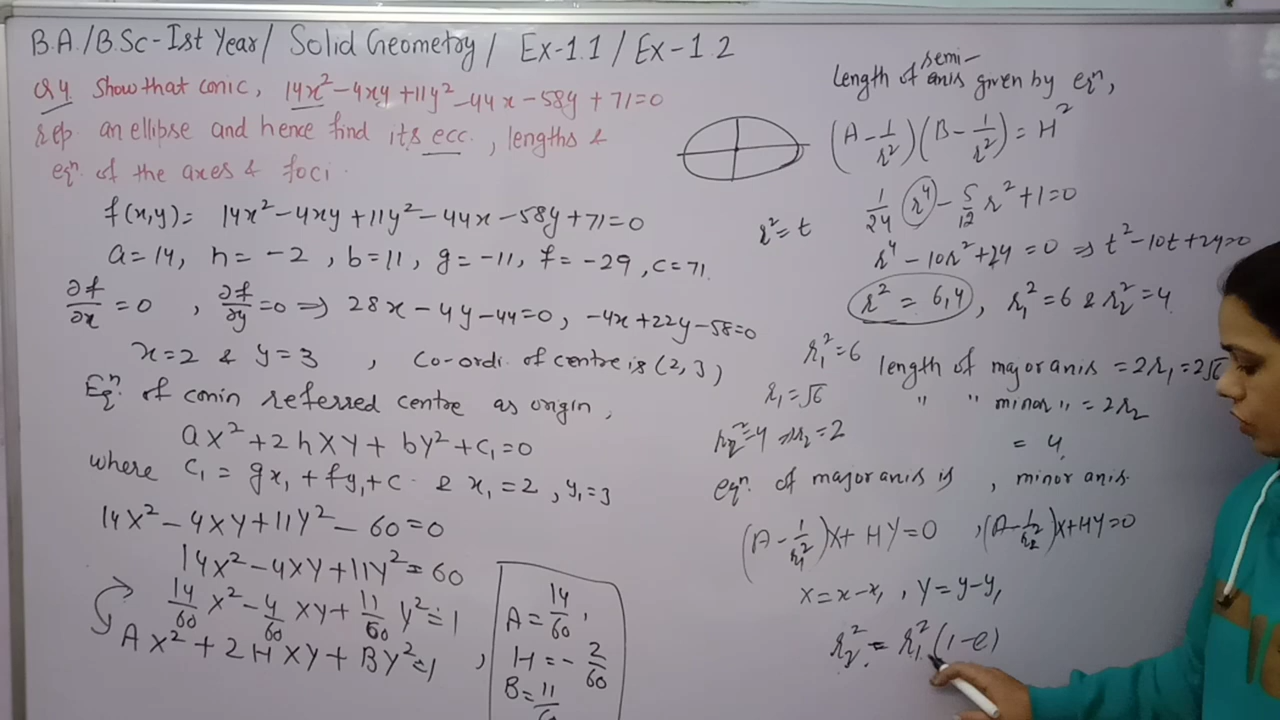 B.A./B.Sc-Ist Year/ Solid Geometry/ Ex-1.1 / Ex-1.2
Q4. Show that conic, 14x²-4xy+11y²-44x-58y+71=0
rep. an ellipse and hence find its ecc., lengths &
eqⁿ. of the axes & foci.
f(x,y)= 14x²-4xy+11y²-44x-58y+71=0
a=14, h=-2, b=11, g=-11, f=-29, c=71.
∂f/∂x=0, ∂f/∂y=0 => 28x-4y-44=0, -4x+22y-58=0
x=2 & y=3, Co-ordi. of centre is (2,3)
Eqⁿ. of conin referred centre as origin,
aX²+2hXY+bY²+c₁=0
where c₁=gx₁+fy₁+c. & x₁=2, y₁=3
14X²-4XY+11Y²-60=0
14X²-4XY+11Y²=60
14/60 X²-4/60 XY+11/60 Y²=1
AX²+2HXY+BY²=1,
A=14/60,
H=-2/60
Length of semi-axis given by eqⁿ,
(A-1/r²)(B-1/r²)=H²
1/24 r⁴-5/12 r²+1=0
r²=t
r⁴-10r²+24=0 => t²-10t+24=0
r²=6,4, r₁²=6 & r₂²=4
r₁²=6
r₁=√6
length of major axis=2r₁=2√6
" " minor "=2r₂
r₂²=4 => r₂=2
=4
eqⁿ. of major axis is, minor axis.
(A-1/r₁²)X+HY=0, (A-1/r₂²)X+HY=0
X=x-x₁, Y=y-y₁
r₂²=r₁²(1-e)